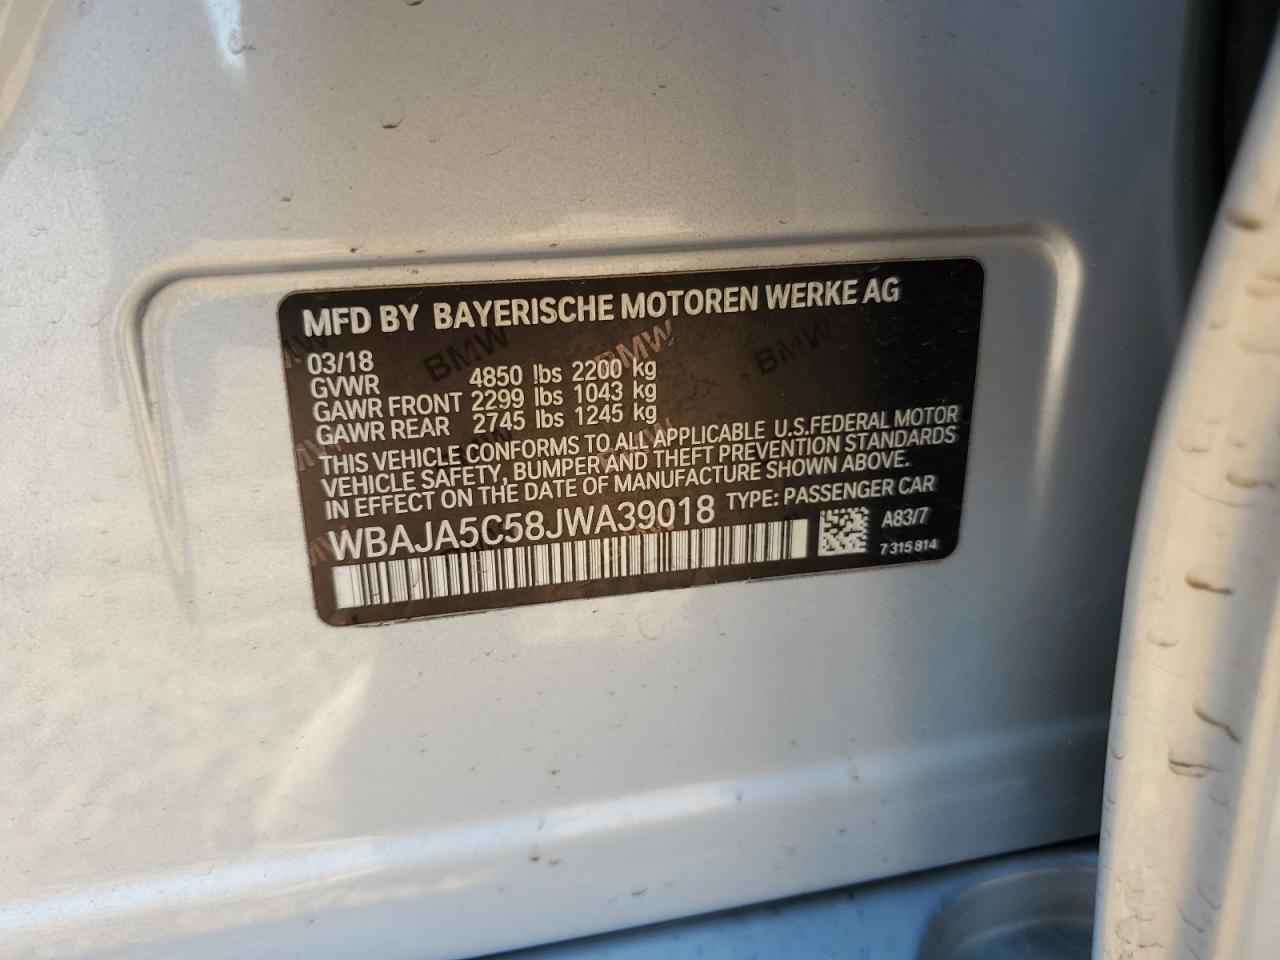 MFD BY BAYERISCHE MOTOREN WERKE AG
03/18
GVWR 4850 lbs 2200 kg
GAWR FRONT 2299 lbs 1043 kg
GAWR REAR 2745 lbs 1245 kg
THIS VEHICLE CONFORMS TO ALL APPLICABLE U.S.FEDERAL MOTOR
VEHICLE SAFETY, BUMPER AND THEFT PREVENTION STANDARDS
IN EFFECT ON THE DATE OF MANUFACTURE SHOWN ABOVE.
WBAJA5C58JWA39018 TYPE: PASSENGER CAR
A83/7
7 315 814